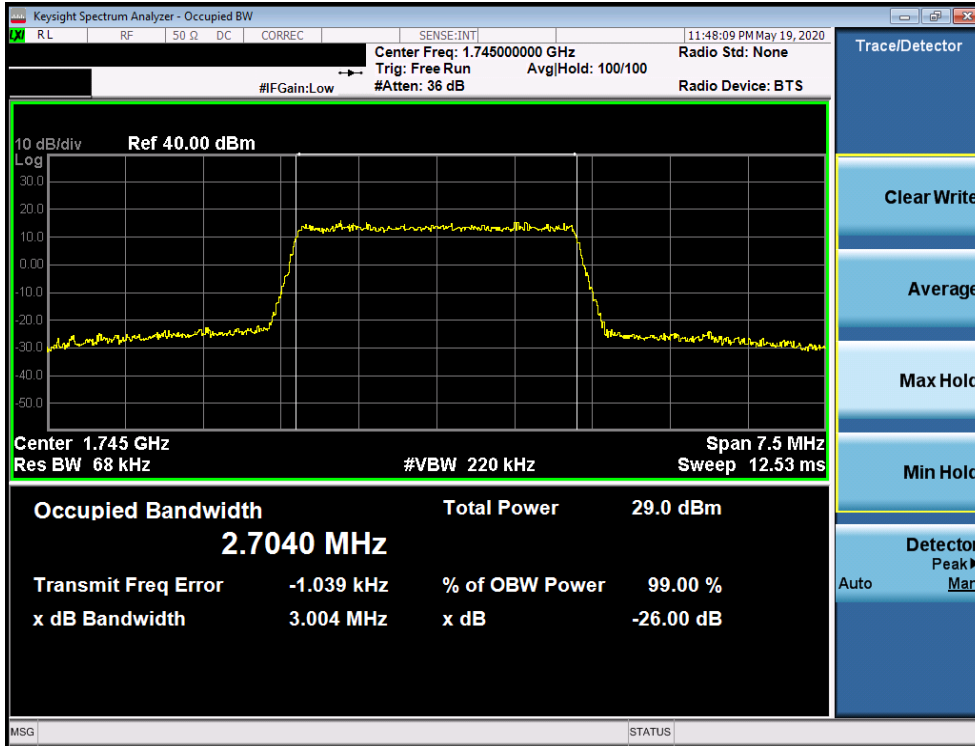 Keysight Spectrum Analyzer - Occupied BW
LXI RL RF 50 Ω DC CORREC SENSE:INT 11:48:09 PM May 19, 2020
Center Freq: 1.745000000 GHz Radio Std: None
Trig: Free Run Avg|Hold: 100/100
#IFGain:Low #Atten: 36 dB Radio Device: BTS
Trace/Detector
10 dB/div Ref 40.00 dBm
Log
30.0
20.0
10.0
0.00
-10.0
-20.0
-30.0
-40.0
-50.0
Center 1.745 GHz Span 7.5 MHz
Res BW 68 kHz #VBW 220 kHz Sweep 12.53 ms
Occupied Bandwidth Total Power 29.0 dBm
2.7040 MHz
Transmit Freq Error -1.039 kHz % of OBW Power 99.00 %
x dB Bandwidth 3.004 MHz x dB -26.00 dB
Clear Write
Average
Max Hold
Min Hold
Detector
Peak▶
Auto Man
MSG STATUS